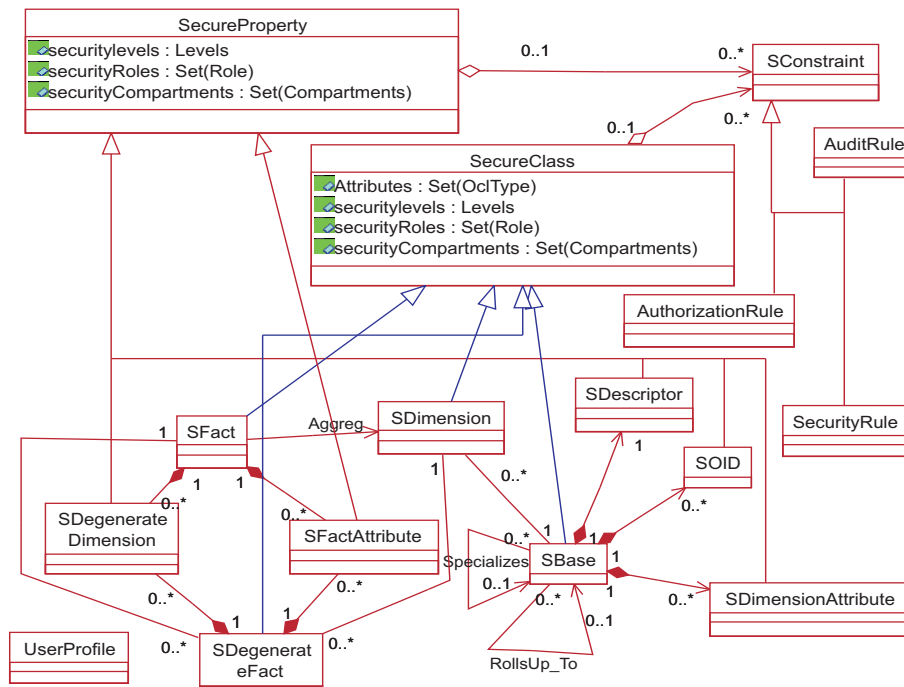 SecureProperty
securitylevels : Levels
securityRoles : Set(Role)
securityCompartments : Set(Compartments)
0..1
0..*
SConstraint
0..1
0..*
AuditRule
SecureClass
Attributes : Set(OclType)
securitylevels : Levels
securityRoles : Set(Role)
securityCompartments : Set(Compartments)
AuthorizationRule
SDescriptor
SecurityRule
SFact
1
Aggreg
SDimension
1
1
1
1
SOID
0..*
0..*
0..*
0..*
SDegenerate
Dimension
SFactAttribute
0..*
1
1
1
SBase
Specializes
0..1
0..*
1
0..*
SDimensionAttribute
0..*
0..*
0..1
1
1
UserProfile
0..*
SDegenerat
eFact
0..*
RollsUp_To